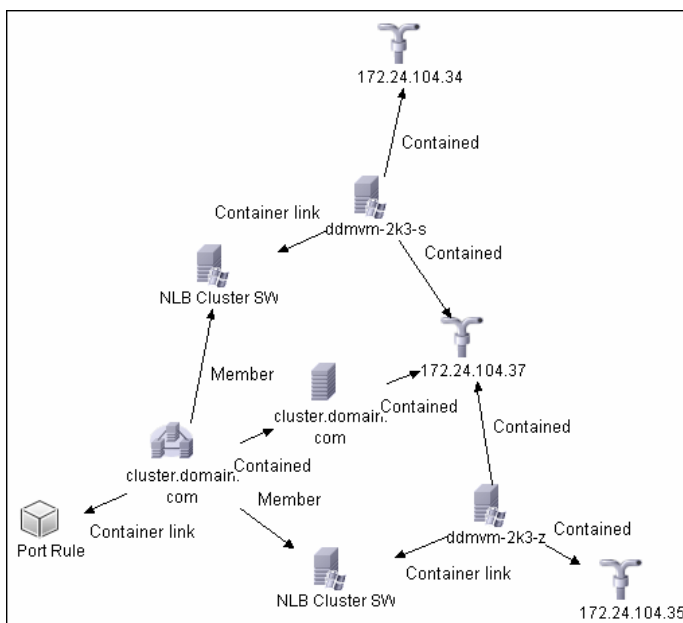 172.24.104.34
Contained
Container link
ddmvm-2k3-s
Contained
NLB Cluster SW
172.24.104.37
Member
Contained
cluster.domain.
com
Contained
Contained
cluster.domain.
com
Member
Container link
Port Rule
ddmvm-2k3-z
Contained
Container link
NLB Cluster SW
172.24.104.35